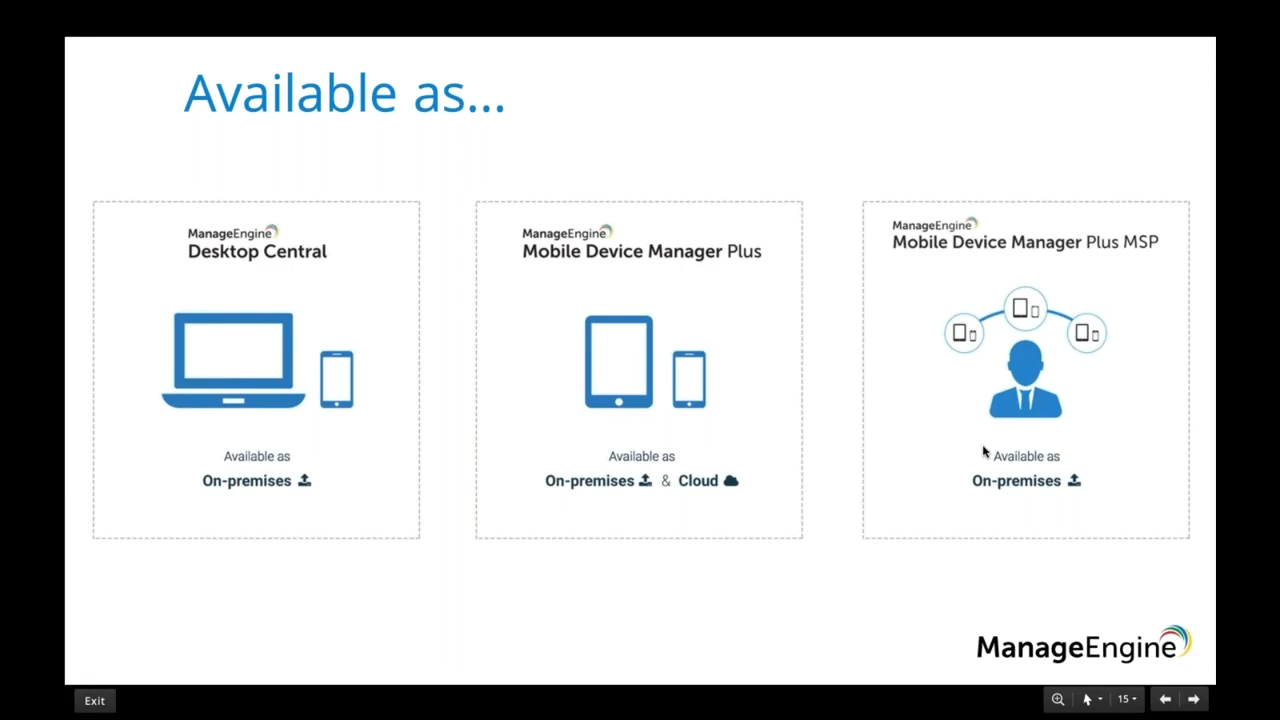 Available as...
ManageEngine
Desktop Central
Available as
On-premises
ManageEngine
Mobile Device Manager Plus
Available as
On-premises & Cloud
ManageEngine
Mobile Device Manager Plus MSP
Available as
On-premises
ManageEngine
Exit
15